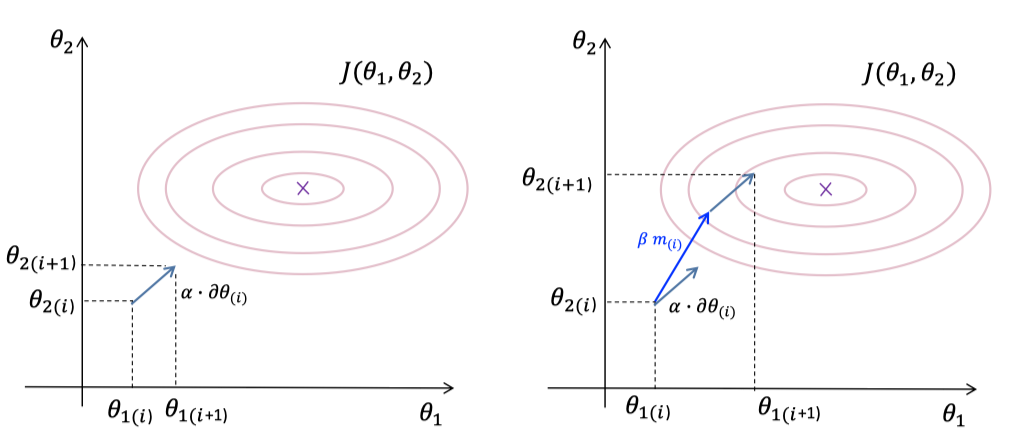 θ₂
J(θ₁, θ₂)
θ₂₍ᵢ₊₁₎
θ₂₍ᵢ₎
α · ∂θ₍ᵢ₎
θ₁₍ᵢ₎
θ₁₍ᵢ₊₁₎
θ₁
θ₂
J(θ₁, θ₂)
θ₂₍ᵢ₊₁₎
β m₍ᵢ₎
θ₂₍ᵢ₎
α · ∂θ₍ᵢ₎
θ₁₍ᵢ₎
θ₁₍ᵢ₊₁₎
θ₁